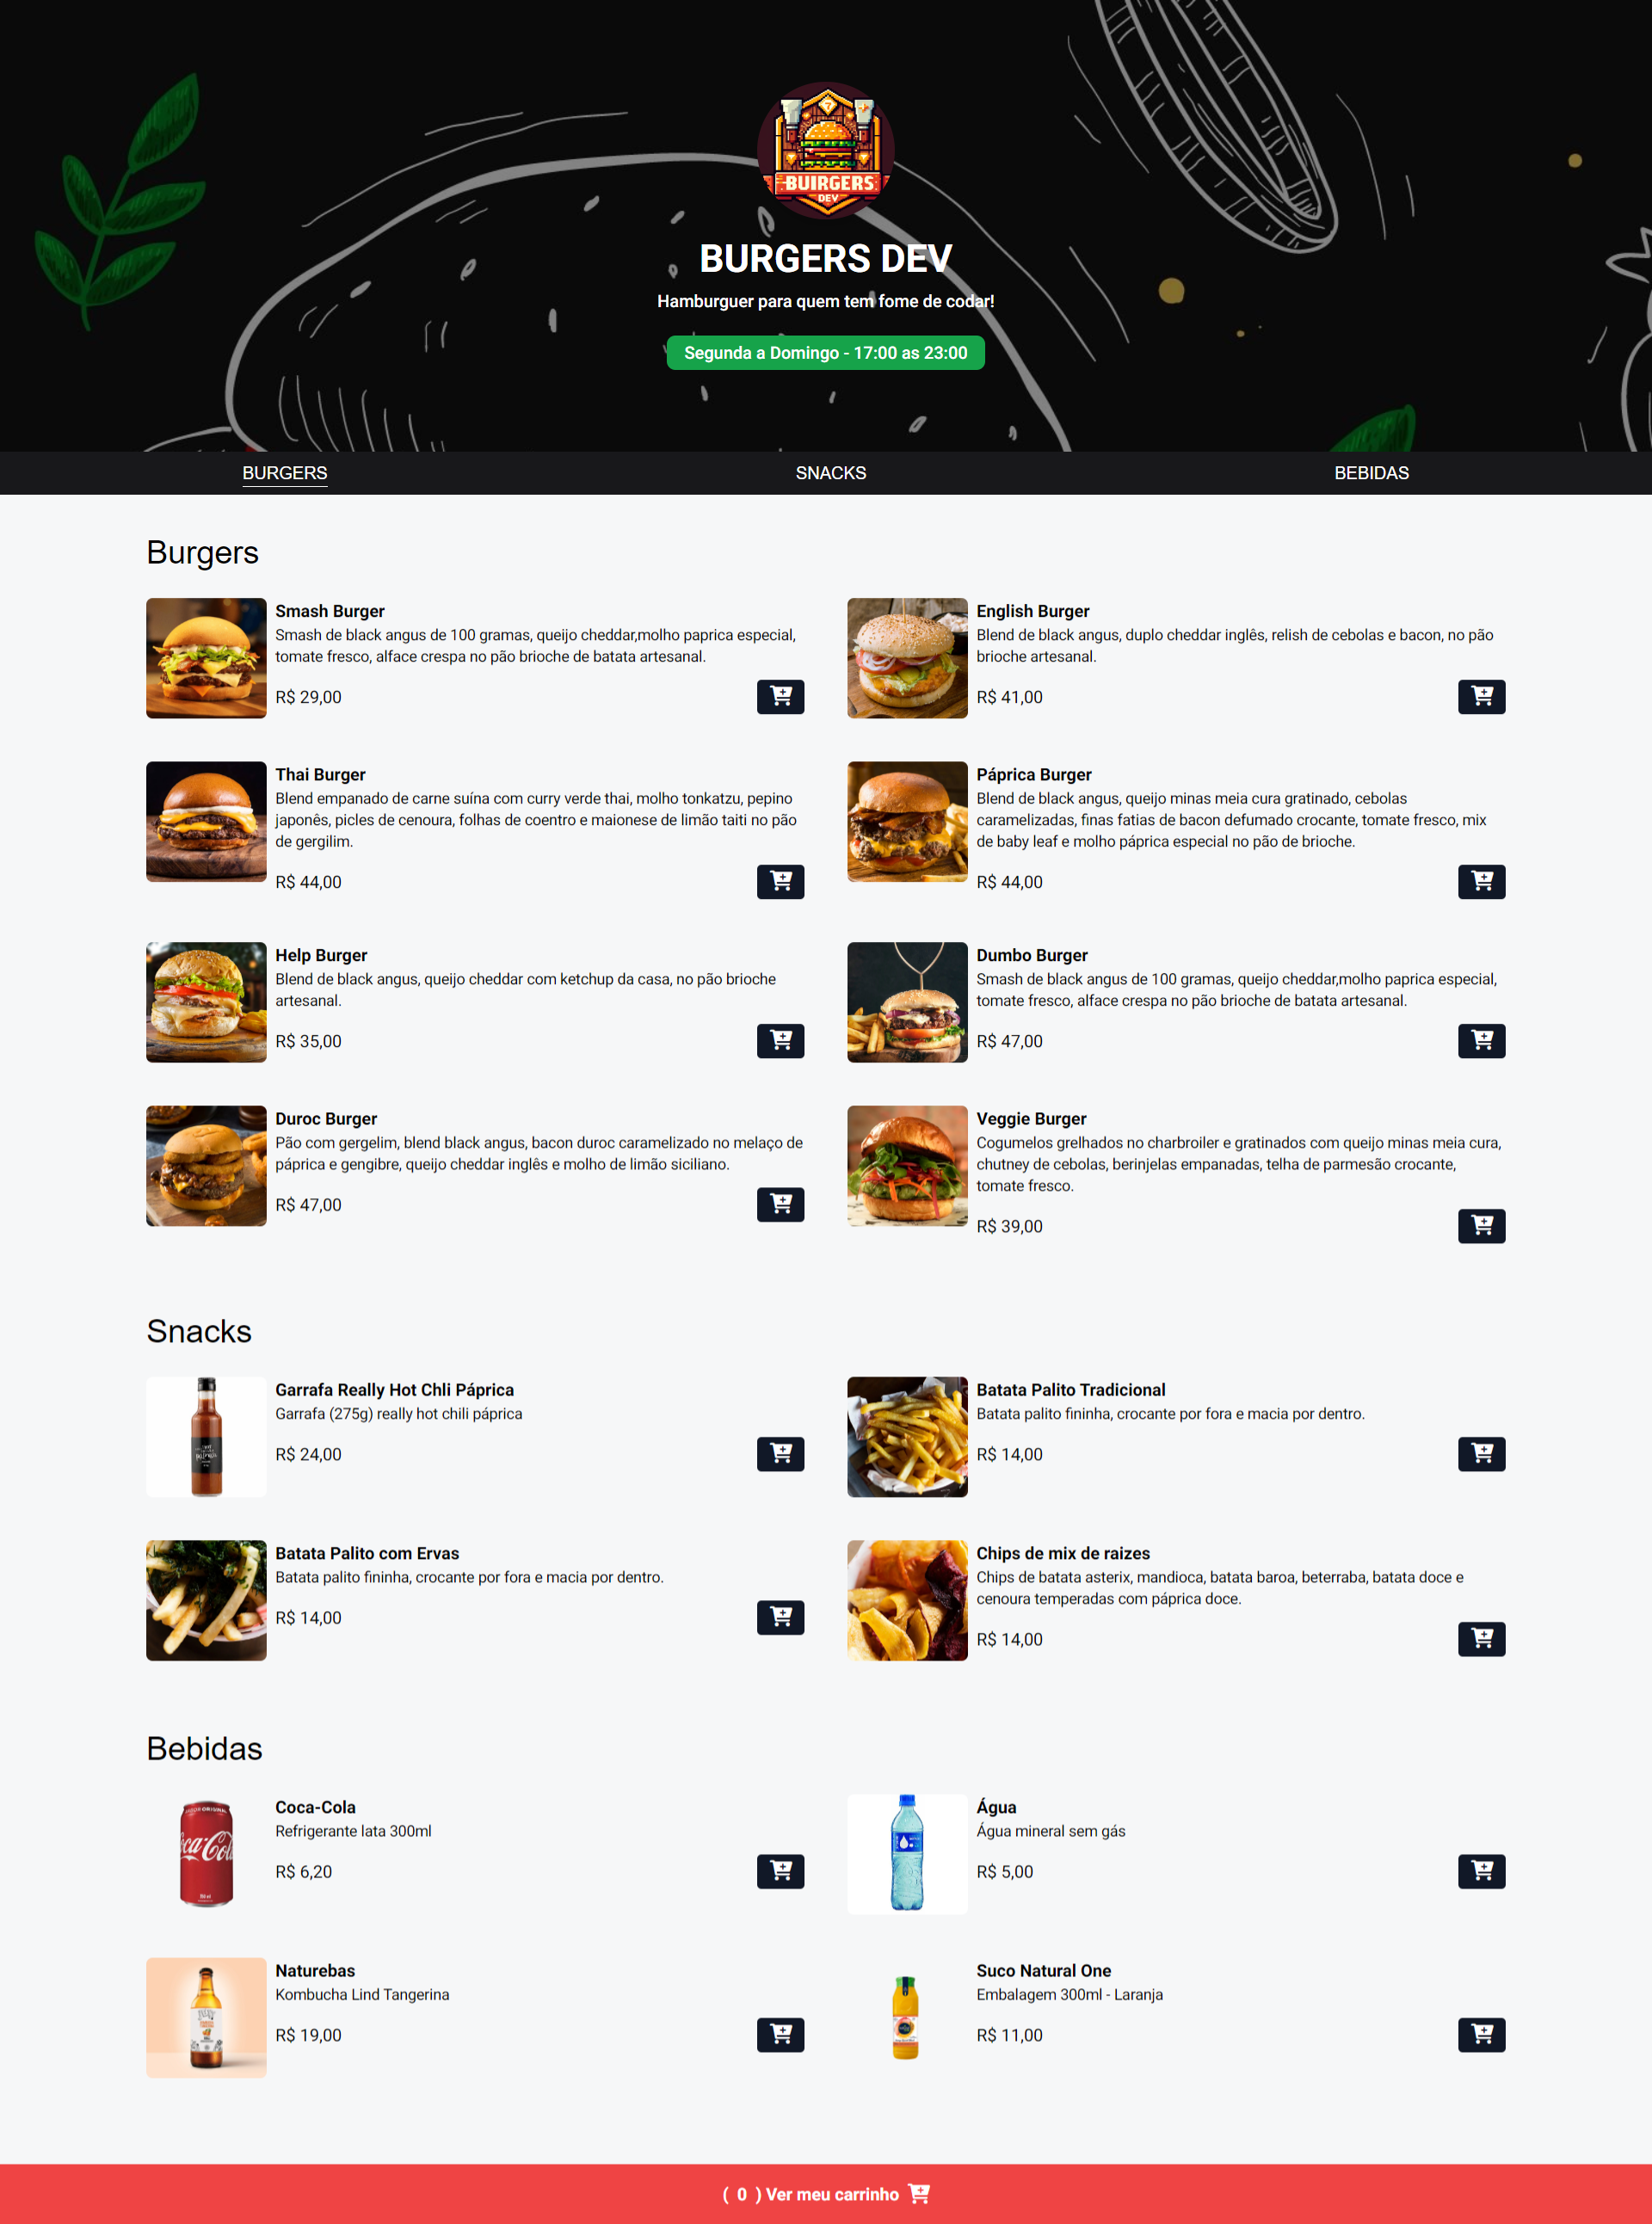 BUIRGERS
DEV
BURGERS DEV
Hamburguer para quem tem fome de codar!
Segunda a Domingo - 17:00 as 23:00
BURGERS
SNACKS
BEBIDAS
Burgers
Smash Burger
Smash de black angus de 100 gramas, queijo cheddar,molho paprica especial,
tomate fresco, alface crespa no pão brioche de batata artesanal.
R$ 29,00
English Burger
Blend de black angus, duplo cheddar inglês, relish de cebolas e bacon, no pão
brioche artesanal.
R$ 41,00
Thai Burger
Blend empanado de carne suína com curry verde thai, molho tonkatzu, pepino
japonês, picles de cenoura, folhas de coentro e maionese de limão taiti no pão
de gergilim.
R$ 44,00
Páprica Burger
Blend de black angus, queijo minas meia cura gratinado, cebolas
caramelizadas, finas fatias de bacon defumado crocante, tomate fresco, mix
de baby leaf e molho páprica especial no pão de brioche.
R$ 44,00
Help Burger
Blend de black angus, queijo cheddar com ketchup da casa, no pão brioche
artesanal.
R$ 35,00
Dumbo Burger
Smash de black angus de 100 gramas, queijo cheddar,molho paprica especial,
tomate fresco, alface crespa no pão brioche de batata artesanal.
R$ 47,00
Duroc Burger
Pão com gergelim, blend black angus, bacon duroc caramelizado no melaço de
páprica e gengibre, queijo cheddar inglês e molho de limão siciliano.
R$ 47,00
Veggie Burger
Cogumelos grelhados no charbroiler e gratinados com queijo minas meia cura,
chutney de cebolas, berinjelas empanadas, telha de parmesão crocante,
tomate fresco.
R$ 39,00
Snacks
Garrafa Really Hot Chli Páprica
Garrafa (275g) really hot chili páprica
R$ 24,00
Batata Palito Tradicional
Batata palito fininha, crocante por fora e macia por dentro.
R$ 14,00
Batata Palito com Ervas
Batata palito fininha, crocante por fora e macia por dentro.
R$ 14,00
Chips de mix de raizes
Chips de batata asterix, mandioca, batata baroa, beterraba, batata doce e
cenoura temperadas com páprica doce.
R$ 14,00
Bebidas
Coca-Cola
Refrigerante lata 300ml
R$ 6,20
Água
Água mineral sem gás
R$ 5,00
Naturebas
Kombucha Lind Tangerina
R$ 19,00
Suco Natural One
Embalagem 300ml - Laranja
R$ 11,00
( 0 ) Ver meu carrinho